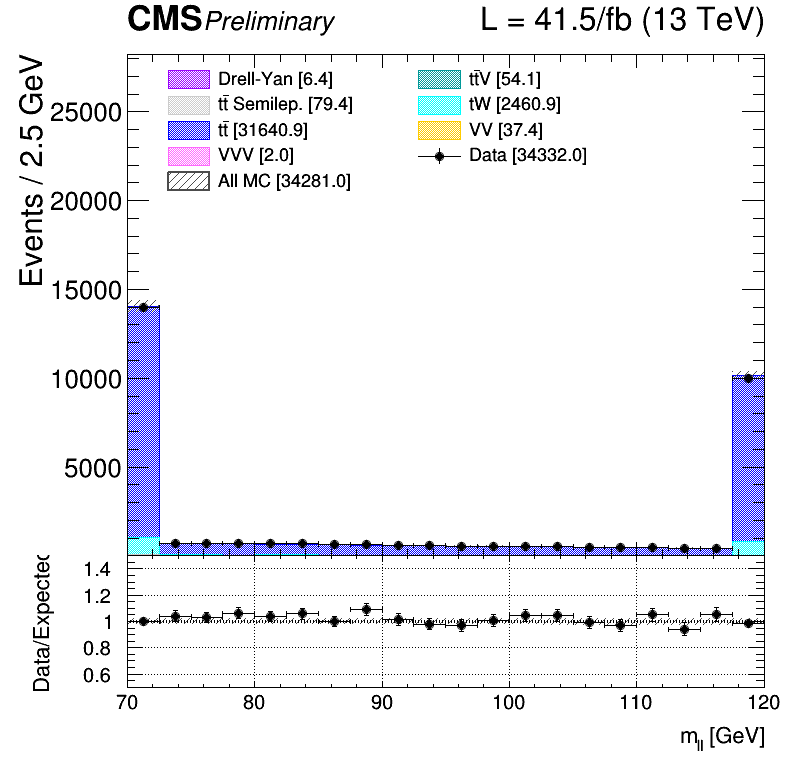 CMS Preliminary L = 41.5/fb (13 TeV)
Events / 2.5 GeV
25000
20000
15000
10000
5000
Drell-Yan [6.4]
tt̄ Semilep. [79.4]
tt̄ [31640.9]
VVV [2.0]
All MC [34281.0]
tt̄V [54.1]
tW [2460.9]
VV [37.4]
Data [34332.0]
Data/Expected
1.4
1.2
1
0.8
0.6
70 80 90 100 110 120
m_ll [GeV]